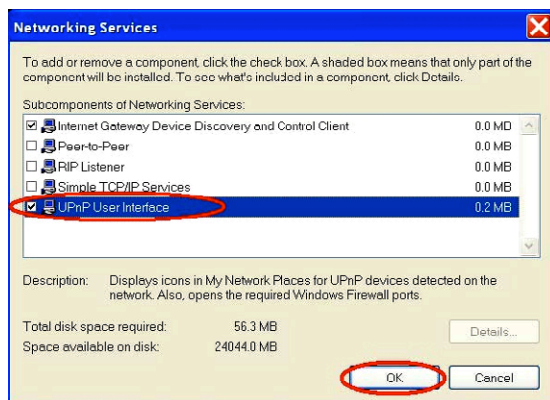 Networking Services
To add or remove a component, click the check box. A shaded box means that only part of the
component will be installed. To see what's included in a component, click Details.
Subcomponents of Networking Services:
Internet Gateway Device Discovery and Control Client 0.0 MB
Peer-to-Peer 0.0 MB
RIP Listener 0.0 MB
Simple TCP/IP Services 0.0 MB
UPnP User Interface 0.2 MB
Description: Displays icons in My Network Places for UPnP devices detected on the
network. Also, opens the required Windows Firewall ports.
Total disk space required: 56.3 MB
Space available on disk: 24044.0 MB
Details...
OK Cancel